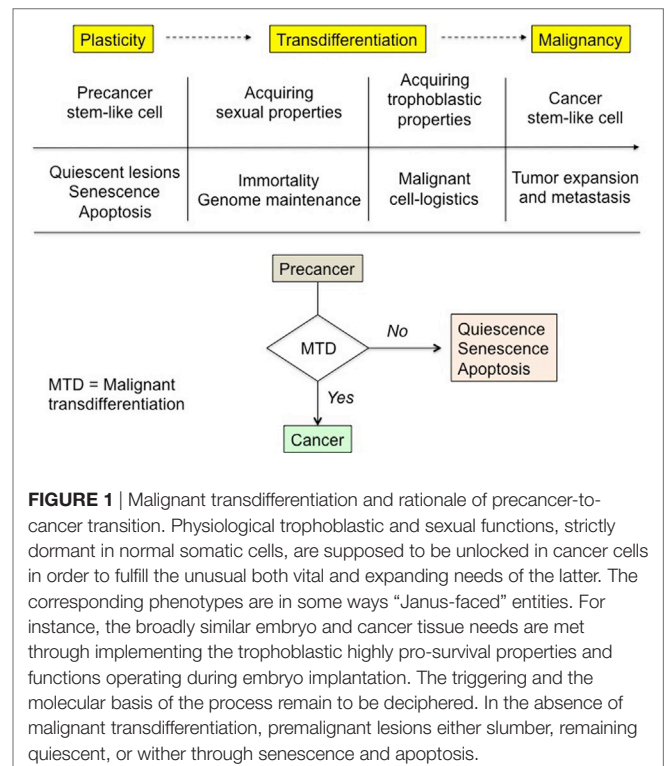 Plasticity Transdifferentiation Malignancy
Precancer stem-like cell
Acquiring sexual properties
Acquiring trophoblastic properties
Cancer stem-like cell
Quiescent lesions
Senescence
Apoptosis
Immortality
Genome maintenance
Malignant cell-logistics
Tumor expansion and metastasis
Precancer
MTD
No
Quiescence
Senescence
Apoptosis
MTD = Malignant
transdifferentiation
Yes
Cancer
FIGURE 1 | Malignant transdifferentiation and rationale of precancer-to-
cancer transition. Physiological trophoblastic and sexual functions, strictly
dormant in normal somatic cells, are supposed to be unlocked in cancer cells
in order to fulfill the unusual both vital and expanding needs of the latter. The
corresponding phenotypes are in some ways “Janus-faced” entities. For
instance, the broadly similar embryo and cancer tissue needs are met
through implementing the trophoblastic highly pro-survival properties and
functions operating during embryo implantation. The triggering and the
molecular basis of the process remain to be deciphered. In the absence of
malignant transdifferentiation, premalignant lesions either slumber, remaining
quiescent, or wither through senescence and apoptosis.